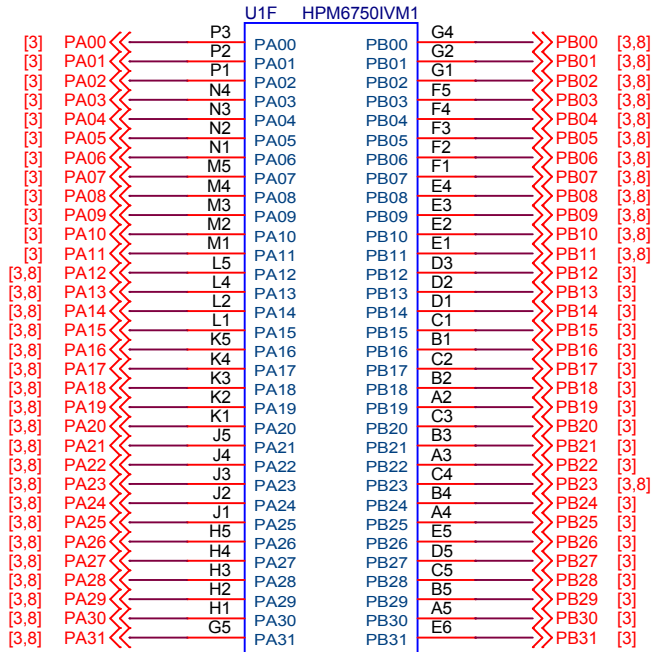 U1F HPM6750IVM1
[3] PA00 P3 PA00 PB00 G4 PB00 [3,8]
[3] PA01 P2 PA01 PB01 G2 PB01 [3,8]
[3] PA02 P1 PA02 PB02 G1 PB02 [3,8]
[3] PA03 N4 PA03 PB03 F5 PB03 [3,8]
[3] PA04 N3 PA04 PB04 F4 PB04 [3,8]
[3] PA05 N2 PA05 PB05 F3 PB05 [3,8]
[3] PA06 N1 PA06 PB06 F2 PB06 [3,8]
[3] PA07 M5 PA07 PB07 F1 PB07 [3,8]
[3] PA08 M4 PA08 PB08 E4 PB08 [3,8]
[3] PA09 M3 PA09 PB09 E3 PB09 [3,8]
[3] PA10 M2 PA10 PB10 E2 PB10 [3,8]
[3] PA11 M1 PA11 PB11 E1 PB11 [3,8]
[3,8] PA12 L5 PA12 PB12 D3 PB12 [3]
[3,8] PA13 L4 PA13 PB13 D2 PB13 [3]
[3,8] PA14 L2 PA14 PB14 D1 PB14 [3]
[3,8] PA15 L1 PA15 PB15 C1 PB15 [3]
[3,8] PA16 K5 PA16 PB16 B1 PB16 [3]
[3,8] PA17 K4 PA17 PB17 C2 PB17 [3]
[3,8] PA18 K3 PA18 PB18 B2 PB18 [3]
[3,8] PA19 K2 PA19 PB19 A2 PB19 [3]
[3,8] PA20 K1 PA20 PB20 C3 PB20 [3]
[3,8] PA21 J5 PA21 PB21 B3 PB21 [3]
[3,8] PA22 J4 PA22 PB22 A3 PB22 [3]
[3,8] PA23 J3 PA23 PB23 C4 PB23 [3,8]
[3,8] PA24 J2 PA24 PB24 B4 PB24 [3]
[3,8] PA25 J1 PA25 PB25 A4 PB25 [3]
[3,8] PA26 H5 PA26 PB26 E5 PB26 [3]
[3,8] PA27 H4 PA27 PB27 D5 PB27 [3]
[3,8] PA28 H3 PA28 PB28 C5 PB28 [3]
[3,8] PA29 H2 PA29 PB29 B5 PB29 [3]
[3,8] PA30 H1 PA30 PB30 A5 PB30 [3]
[3,8] PA31 G5 PA31 PB31 E6 PB31 [3]